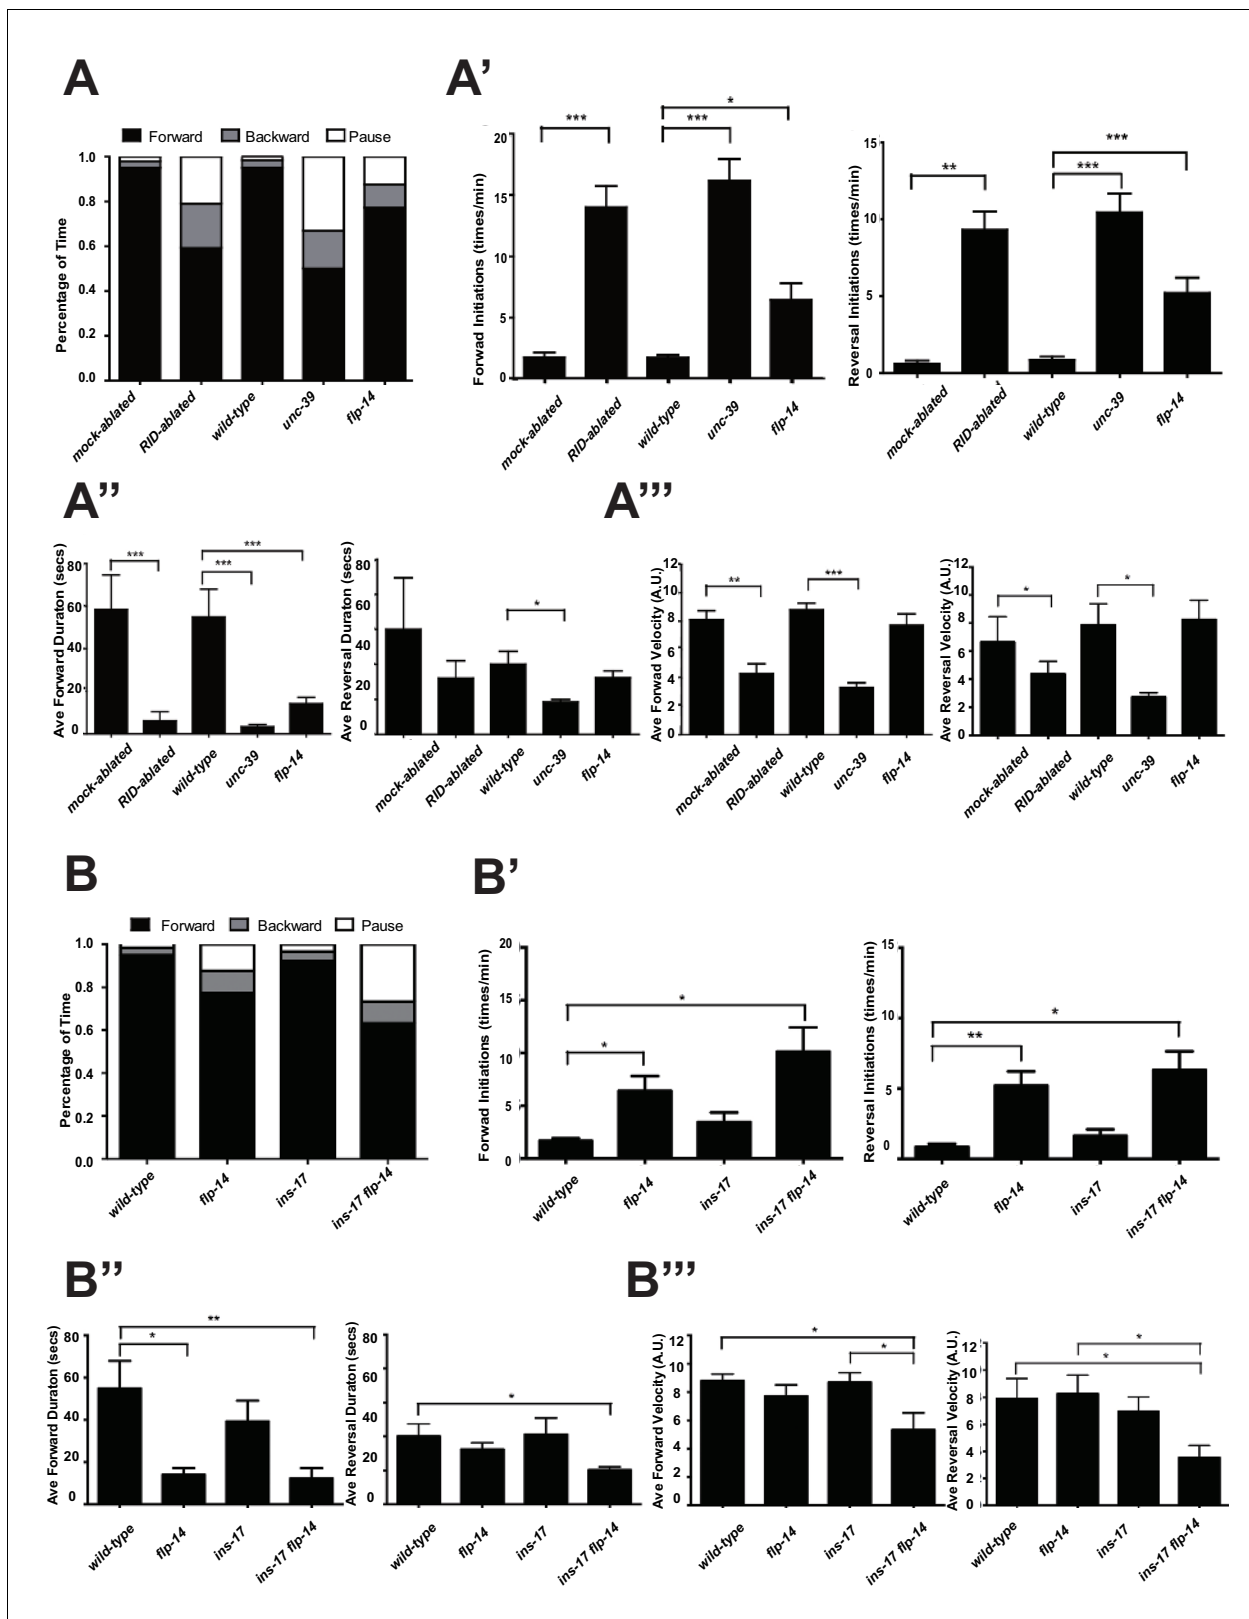 A
A’
Forward Backward Pause
Percentage of Time
1.0
0.8
0.6
0.4
0.2
0.0
mock-ablated
RID-ablated
wild-type
unc-39
flp-14
Forwad Initiations (times/min)
20
15
10
5
0
***
***
*
mock-ablated
RID-ablated
wild-type
unc-39
flp-14
Reversal Initiations (times/min)
15
10
5
0
**
***
***
mock-ablated
RID-ablated
wild-type
unc-39
flp-14
A’’
A’’’
Ave Forward Duraton (secs)
80
60
40
20
0
***
***
***
mock-ablated
RID-ablated
wild-type
unc-39
flp-14
Ave Reversal Duraton (secs)
80
60
40
20
0
*
mock-ablated
RID-ablated
wild-type
unc-39
flp-14
Ave Forwad Velocity (A.U.)
12
10
8
6
4
2
0
**
***
mock-ablated
RID-ablated
wild-type
unc-39
flp-14
Ave Reversal Velocity (A.U.)
12
10
8
6
4
2
0
*
*
mock-ablated
RID-ablated
wild-type
unc-39
flp-14
B
B’
Forward Backward Pause
Percentage of Time
1.0
0.8
0.6
0.4
0.2
0.0
wild-type
flp-14
ins-17
ins-17 flp-14
Forwad Initiations (times/min)
20
15
10
5
0
*
*
wild-type
flp-14
ins-17
ins-17 flp-14
Reversal Initiations (times/min)
15
10
5
0
*
**
wild-type
flp-14
ins-17
ins-17 flp-14
B’’
B’’’
Ave Forward Duraton (secs)
80
60
40
20
0
**
*
wild-type
flp-14
ins-17
ins-17 flp-14
Ave Reversal Duraton (secs)
80
60
40
20
0
*
wild-type
flp-14
ins-17
ins-17 flp-14
Ave Forward Velocity (A.U.)
12
10
8
6
4
2
0
*
*
wild-type
flp-14
ins-17
ins-17 flp-14
Ave Reversal Velocity (A.U.)
12
10
8
6
4
2
0
*
*
wild-type
flp-14
ins-17
ins-17 flp-14